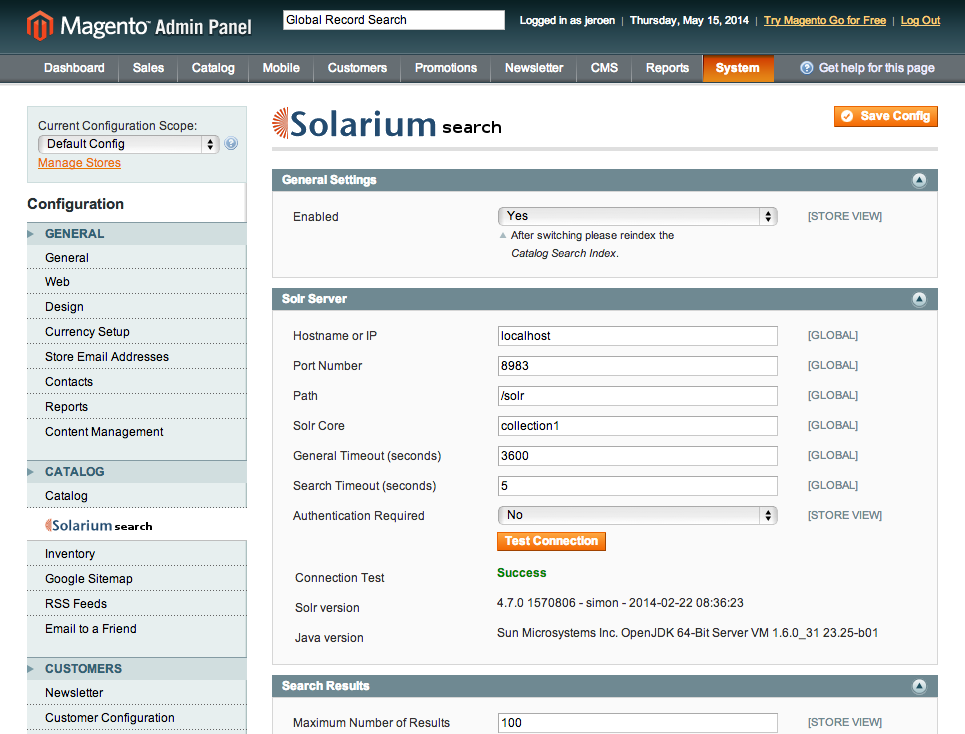 Magento™ Admin Panel
Global Record Search
Logged in as jeroen | Thursday, May 15, 2014 | Try Magento Go for Free | Log Out
Dashboard Sales Catalog Mobile Customers Promotions Newsletter CMS Reports System Get help for this page
Current Configuration Scope:
Default Config
Manage Stores
Configuration
GENERAL
General
Web
Design
Currency Setup
Store Email Addresses
Contacts
Reports
Content Management
CATALOG
Catalog
Solarium search
Inventory
Google Sitemap
RSS Feeds
Email to a Friend
CUSTOMERS
Newsletter
Customer Configuration
Solarium search
Save Config
General Settings
Enabled Yes [STORE VIEW]
After switching please reindex the
Catalog Search Index.
Solr Server
Hostname or IP localhost [GLOBAL]
Port Number 8983 [GLOBAL]
Path /solr [GLOBAL]
Solr Core collection1 [GLOBAL]
General Timeout (seconds) 3600 [GLOBAL]
Search Timeout (seconds) 5 [GLOBAL]
Authentication Required No [STORE VIEW]
Test Connection
Connection Test Success
Solr version 4.7.0 1570806 - simon - 2014-02-22 08:36:23
Java version Sun Microsystems Inc. OpenJDK 64-Bit Server VM 1.6.0_31 23.25-b01
Search Results
Maximum Number of Results 100 [STORE VIEW]